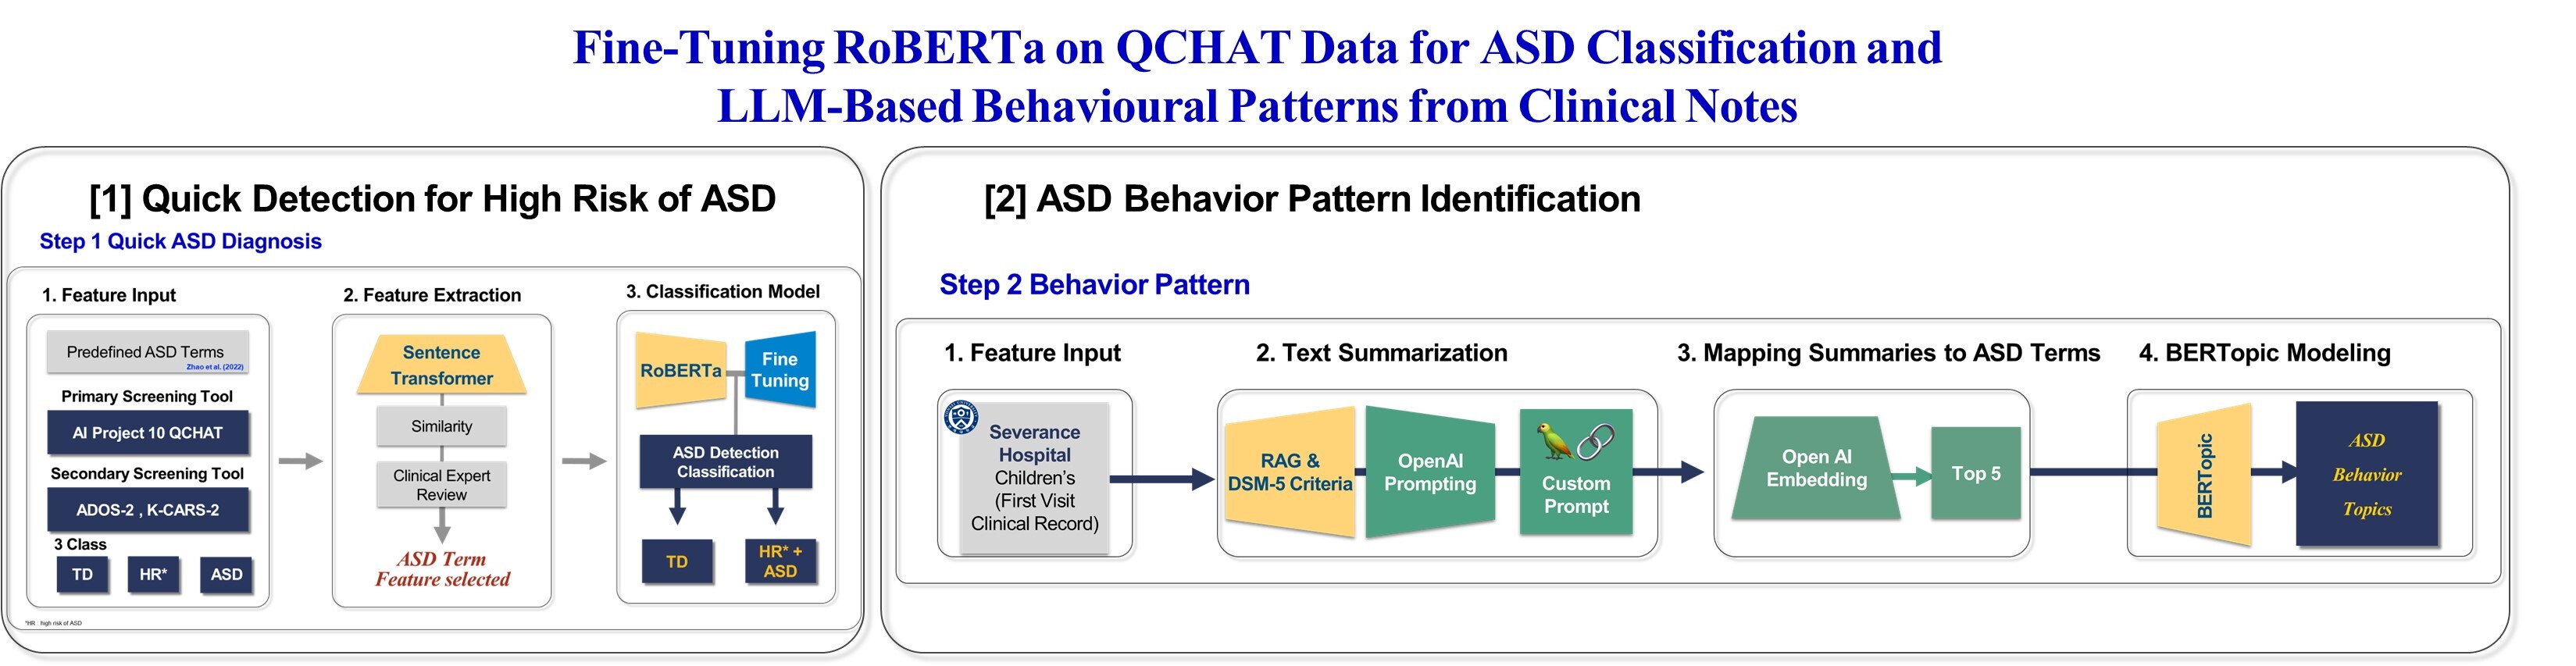 Fine-Tuning RoBERTa on QCHAT Data for ASD Classification and
LLM-Based Behavioural Patterns from Clinical Notes
[1] Quick Detection for High Risk of ASD
Step 1 Quick ASD Diagnosis
1. Feature Input
Predefined ASD Terms
Zhao et al. (2022)
Primary Screening Tool
AI Project 10 QCHAT
Secondary Screening Tool
ADOS-2 , K-CARS-2
3 Class
TD
HR*
ASD
*HR : high risk of ASD
2. Feature Extraction
Sentence
Transformer
Similarity
Clinical Expert
Review
ASD Term
Feature selected
3. Classification Model
RoBERTa
Fine
Tuning
ASD Detection
Classification
TD
HR* +
ASD
[2] ASD Behavior Pattern Identification
Step 2 Behavior Pattern
1. Feature Input
Severance
Hospital
Children's
(First Visit
Clinical Record)
2. Text Summarization
RAG &
DSM-5 Criteria
OpenAI
Prompting
Custom
Prompt
3. Mapping Summaries to ASD Terms
Open AI
Embedding
Top 5
4. BERTopic Modeling
BERTopic
ASD
Behavior
Topics